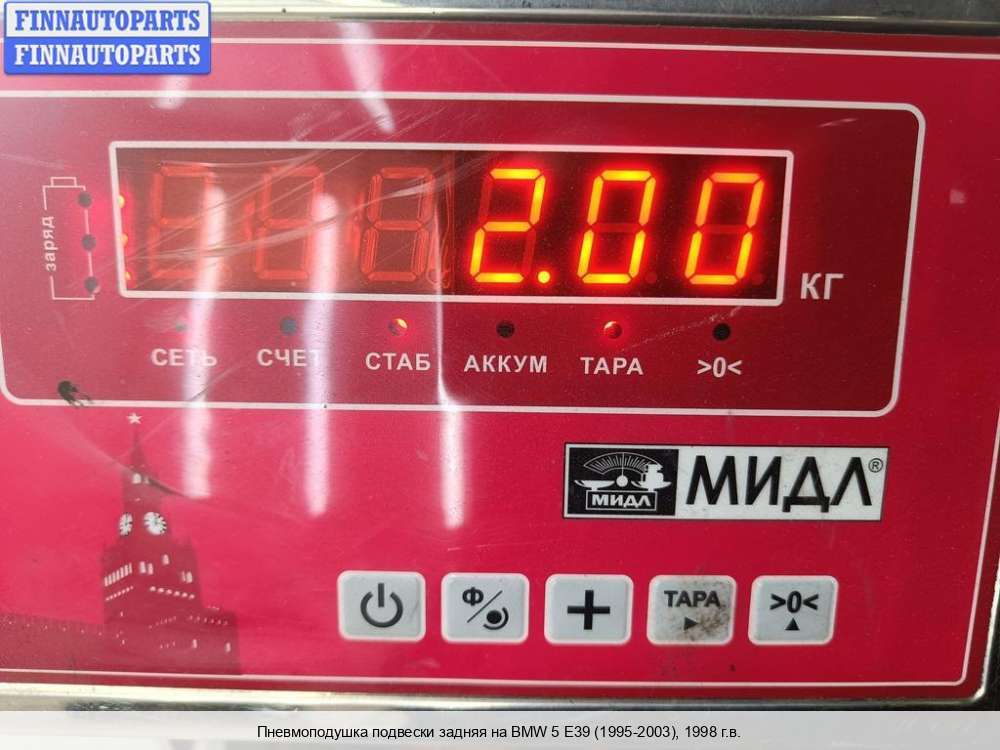 FINNAUTOPARTS
FINNAUTOPARTS
заряд
2.00
КГ
СЕТЬ СЧЕТ СТАБ АККУМ ТАРА >0<
МИДЛ МИДЛ®
Ф ТАРА >0<
Пневмоподушка подвески задняя на BMW 5 E39 (1995-2003), 1998 г.в.